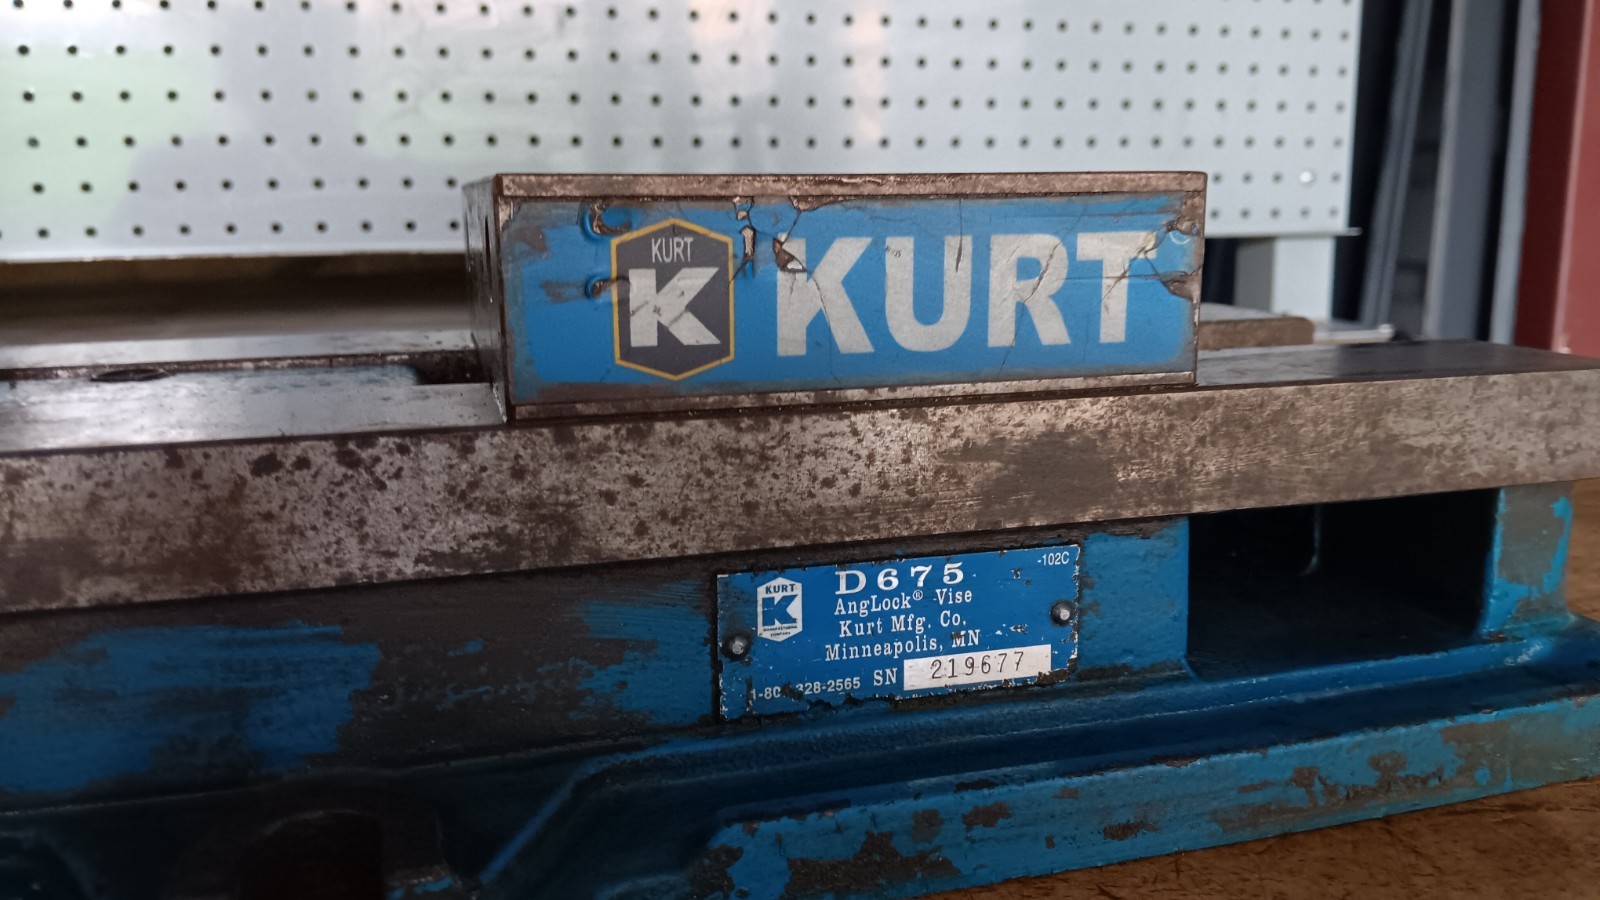 KURT
K KURT
-102C
KURT
K
D675
AngLock® Vise
Kurt Mfg. Co.
Minneapolis, MN
SN 219677